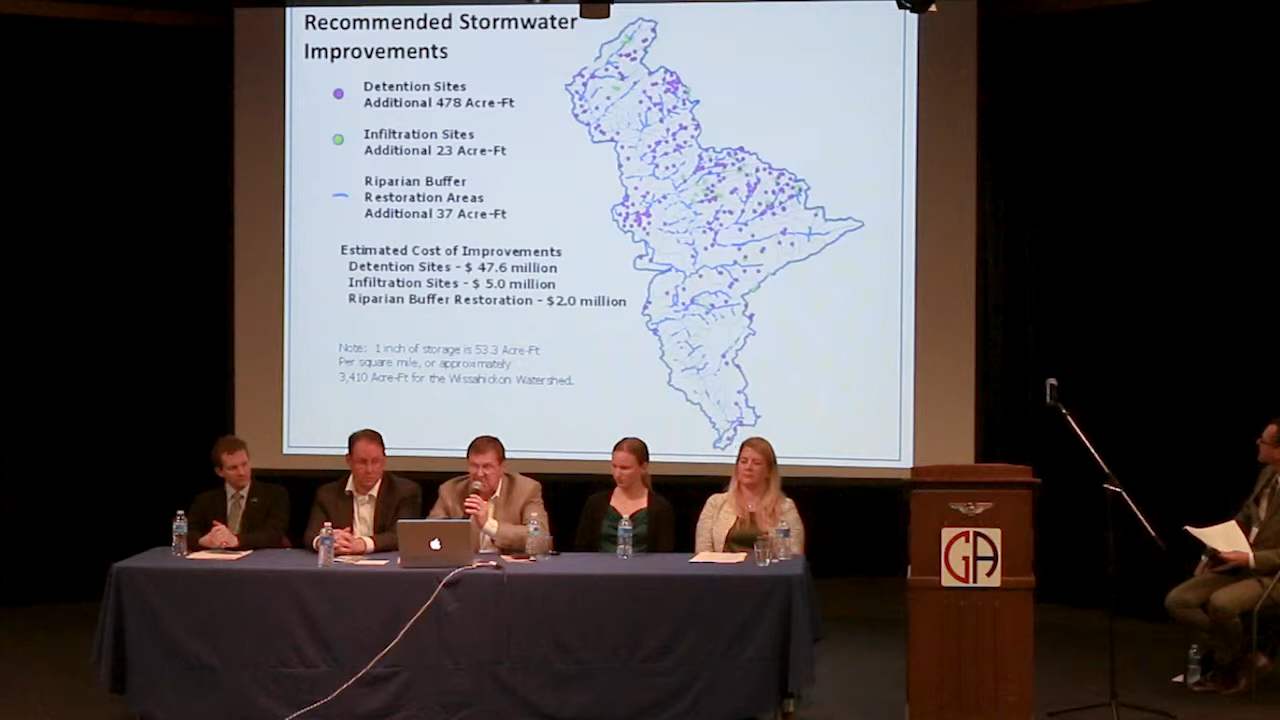 Recommended Stormwater
Improvements
Detention Sites
Additional 478 Acre-Ft
Infiltration Sites
Additional 23 Acre-Ft
Riparian Buffer
Restoration Areas
Additional 37 Acre-Ft
Estimated Cost of Improvements
Detention Sites - $ 47.6 million
Infiltration Sites - $ 5.0 million
Riparian Buffer Restoration - $2.0 million
Note: 1 inch of storage is 53.3 Acre-Ft
Per square mile, or approximately
3,410 Acre-Ft for the Wissahickon Watershed.
GA